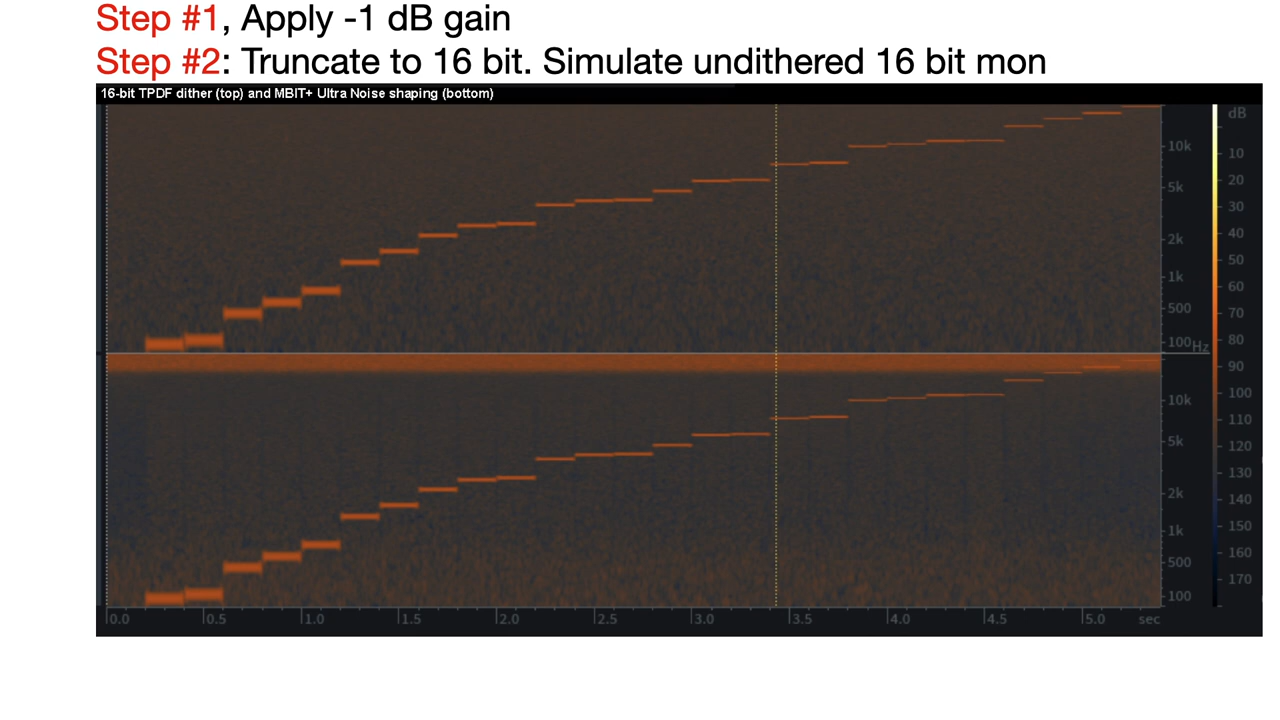 Step #1, Apply -1 dB gain
Step #2: Truncate to 16 bit. Simulate undithered 16 bit mon
16-bit TPDF dither (top) and MBIT+ Ultra Noise shaping (bottom)
dB
10k
5k
2k
1k
500
100 Hz
10k
5k
2k
1k
500
100
10
20
30
40
50
60
70
80
90
100
110
120
130
140
150
160
170
0.0 0.5 1.0 1.5 2.0 2.5 3.0 3.5 4.0 4.5 5.0 sec